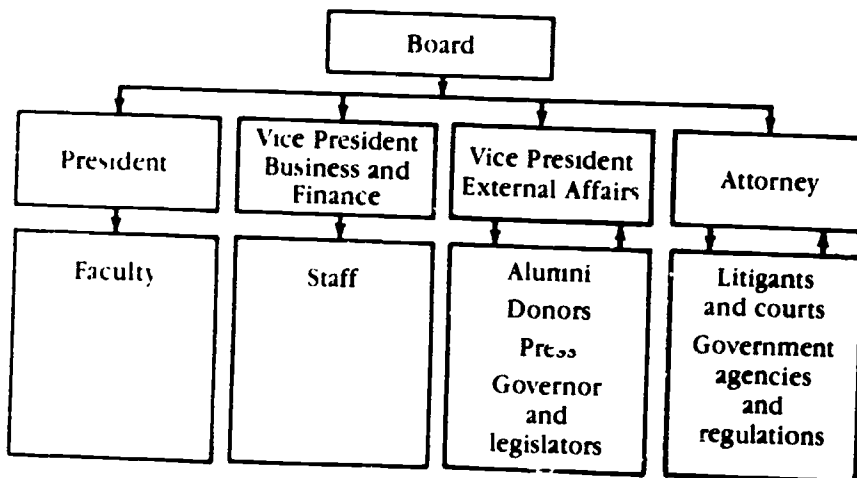 Board
President
Vice President
Business and
Finance
Vice President
External Affairs
Attorney
Faculty
Staff
Alumni
Donors
Press
Governor
and
legislators
Litigants
and courts
Government
agencies
and
regulations